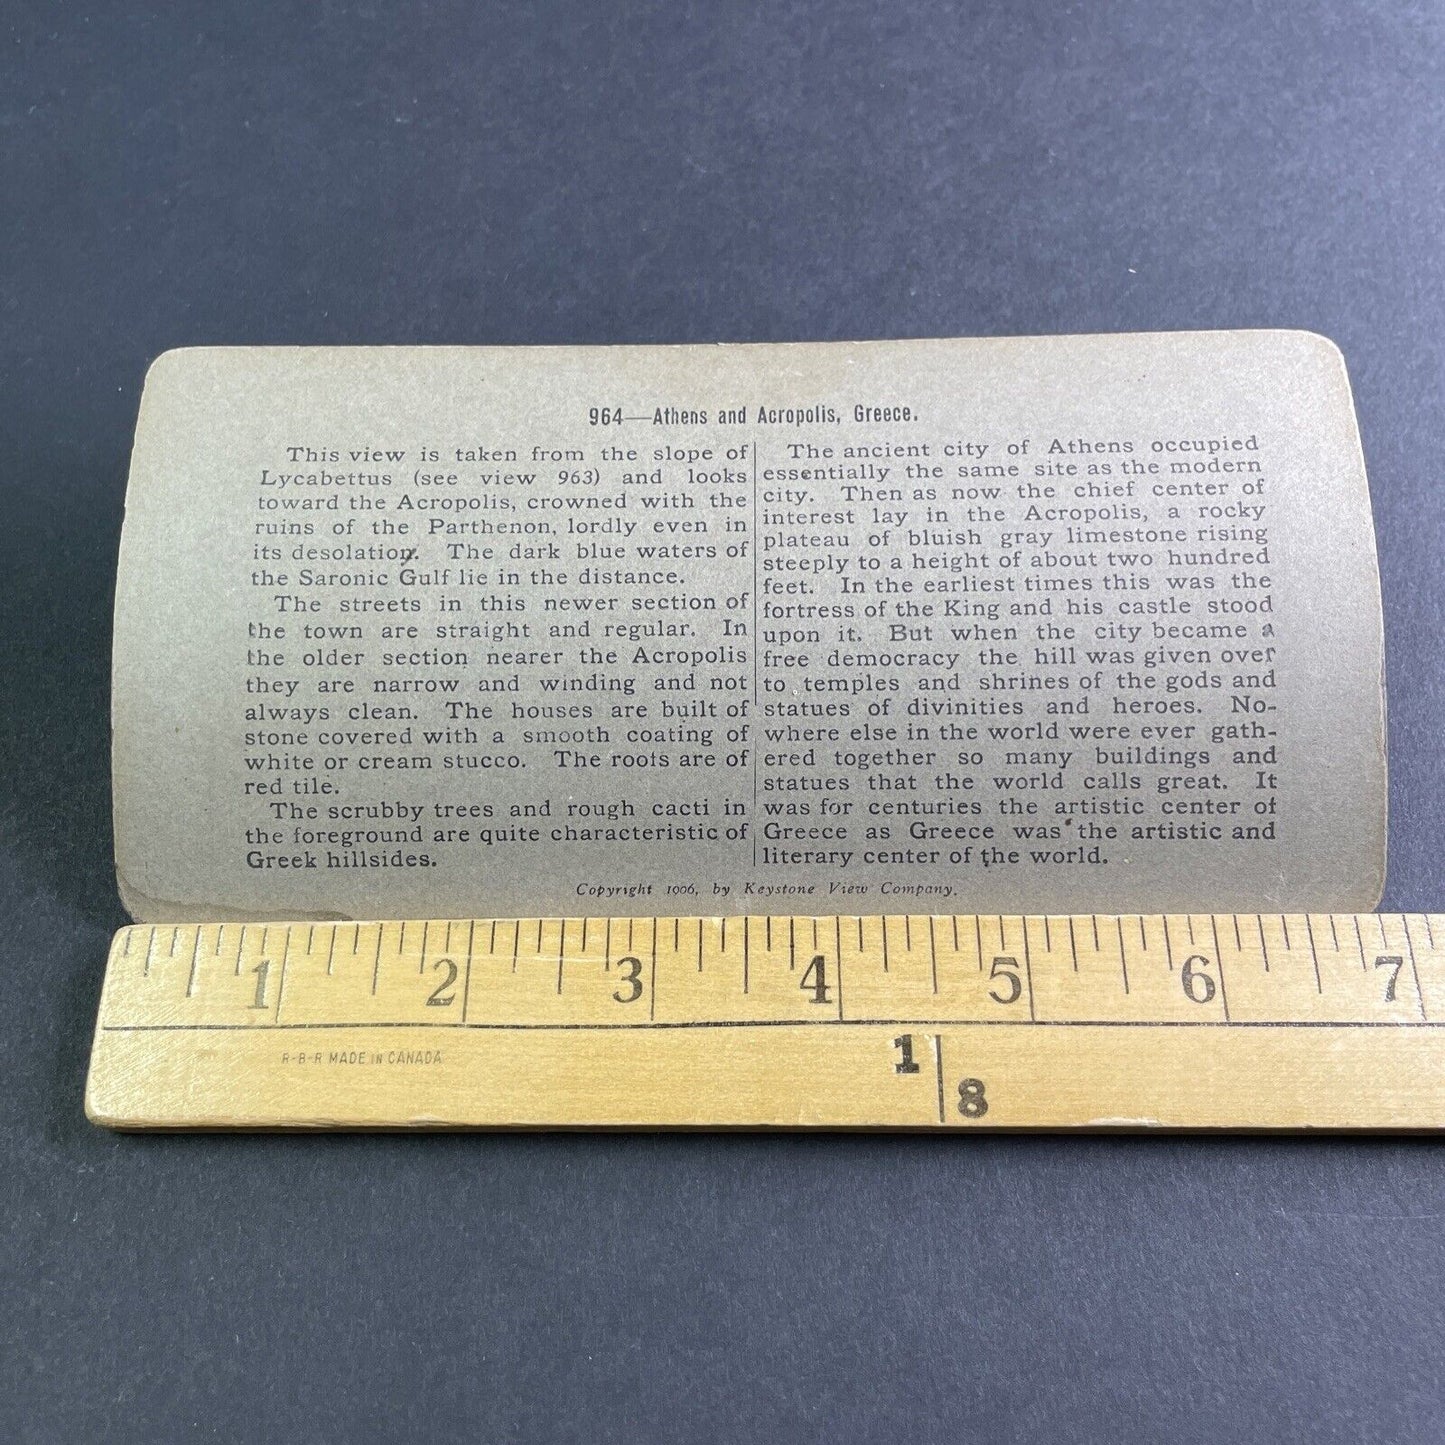 964—Athens and Acropolis, Greece.
This view is taken from the slope of
Lycabettus (see view 963) and looks
toward the Acropolis, crowned with the
ruins of the Parthenon, lordly even in
its desolation. The dark blue waters of
the Saronic Gulf lie in the distance.
The streets in this newer section of
the town are straight and regular. In
the older section nearer the Acropolis
they are narrow and winding and not
always clean. The houses are built of
stone covered with a smooth coating of
white or cream stucco. The roofs are of
red tile.
The scrubby trees and rough cacti in
the foreground are quite characteristic of
Greek hillsides.
The ancient city of Athens occupied
essentially the same site as the modern
city. Then as now the chief center of
interest lay in the Acropolis, a rocky
plateau of bluish gray limestone rising
steeply to a height of about two hundred
feet. In the earliest times this was the
fortress of the King and his castle stood
upon it. But when the city became a
free democracy the hill was given over
to temples and shrines of the gods and
statues of divinities and heroes. No-
where else in the world were ever gath-
ered together so many buildings and
statues that the world calls great. It
was for centuries the artistic center of
Greece as Greece was the artistic and
literary center of the world.
Copyright 1906, by Keystone View Company.
1 2 3 4 5 6 7
R-B-R MADE IN CANADA
1
8